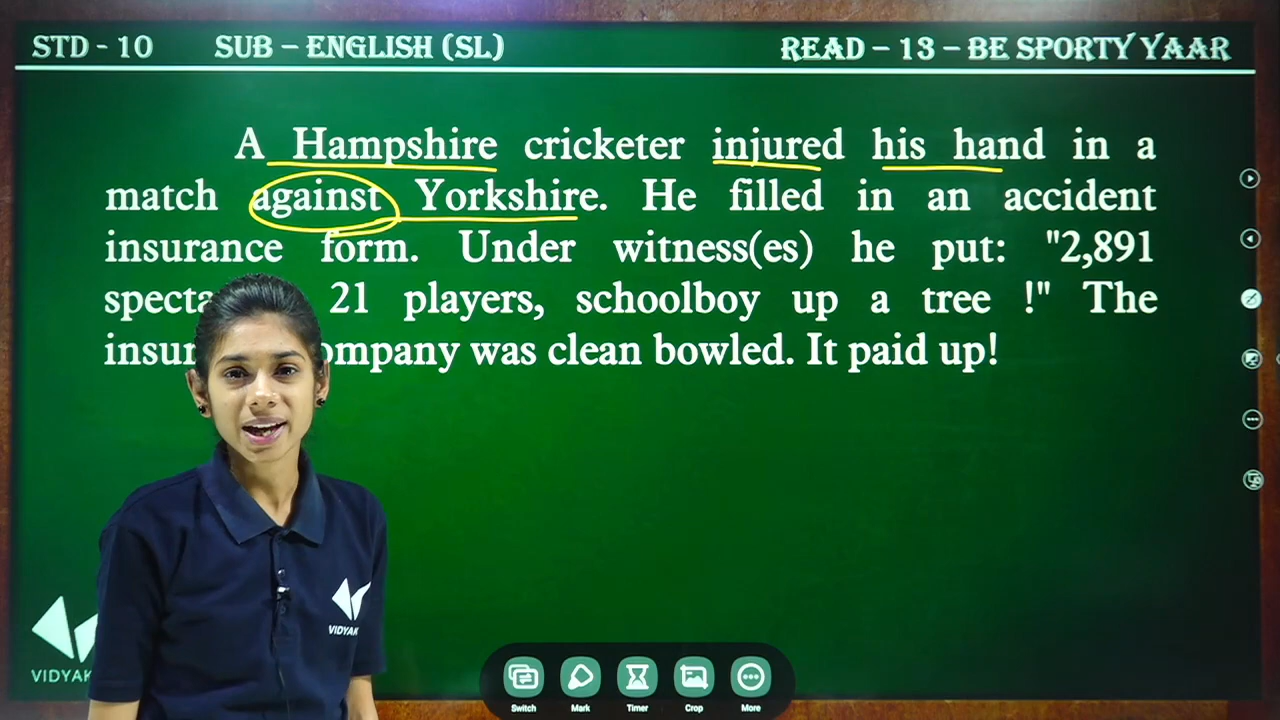 STD - 10 SUB – ENGLISH (SL) READ – 13 – BE SPORTY YAAR
A Hampshire cricketer injured his hand in a
match against Yorkshire. He filled in an accident
insurance form. Under witness(es) he put: "2,891
21 players, schoolboy up a tree !" The
was clean bowled. It paid up!
VIDYAK
VIDYAK
Switch Mark Timer Crop More